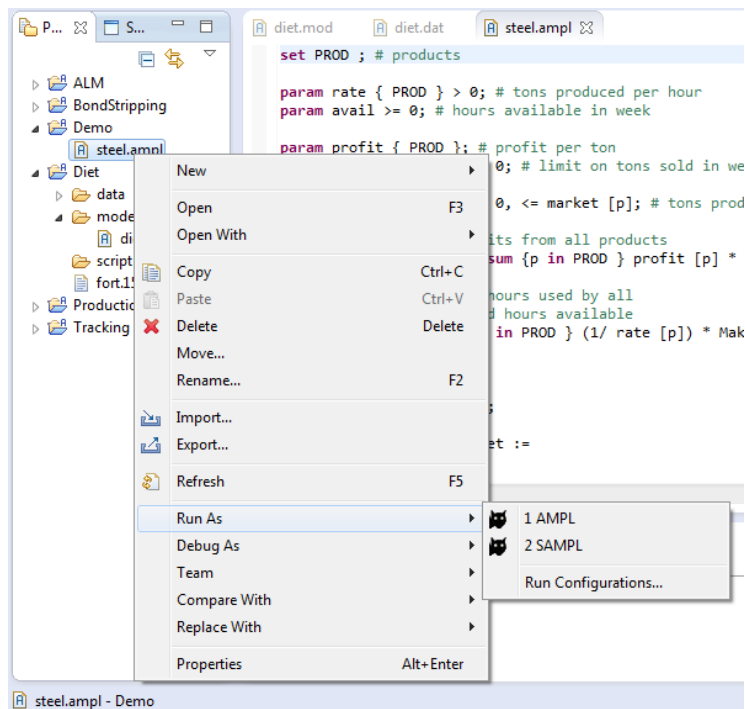 P...
S...
diet.mod
diet.dat
steel.ampl
ALM
BondStripping
Demo
steel.ampl
Diet
data
mode
di
script
fort.15
Productio
Tracking
set PROD ; # products
param rate { PROD } > 0; # tons produced per hour
param avail >= 0; # hours available in week
param profit { PROD }; # profit per ton
0; # limit on tons sold in we
0, <= market [p]; # tons prod
its from all products
sum {p in PROD } profit [p] *
hours used by all
d hours available
in PROD } (1/ rate [p]) * Mak
;
et :=
New
Open F3
Open With
Copy Ctrl+C
Paste Ctrl+V
Delete Delete
Move...
Rename... F2
Import...
Export...
Refresh F5
Run As
Debug As
Team
Compare With
Replace With
Properties Alt+Enter
1 AMPL
2 SAMPL
Run Configurations...
steel.ampl - Demo